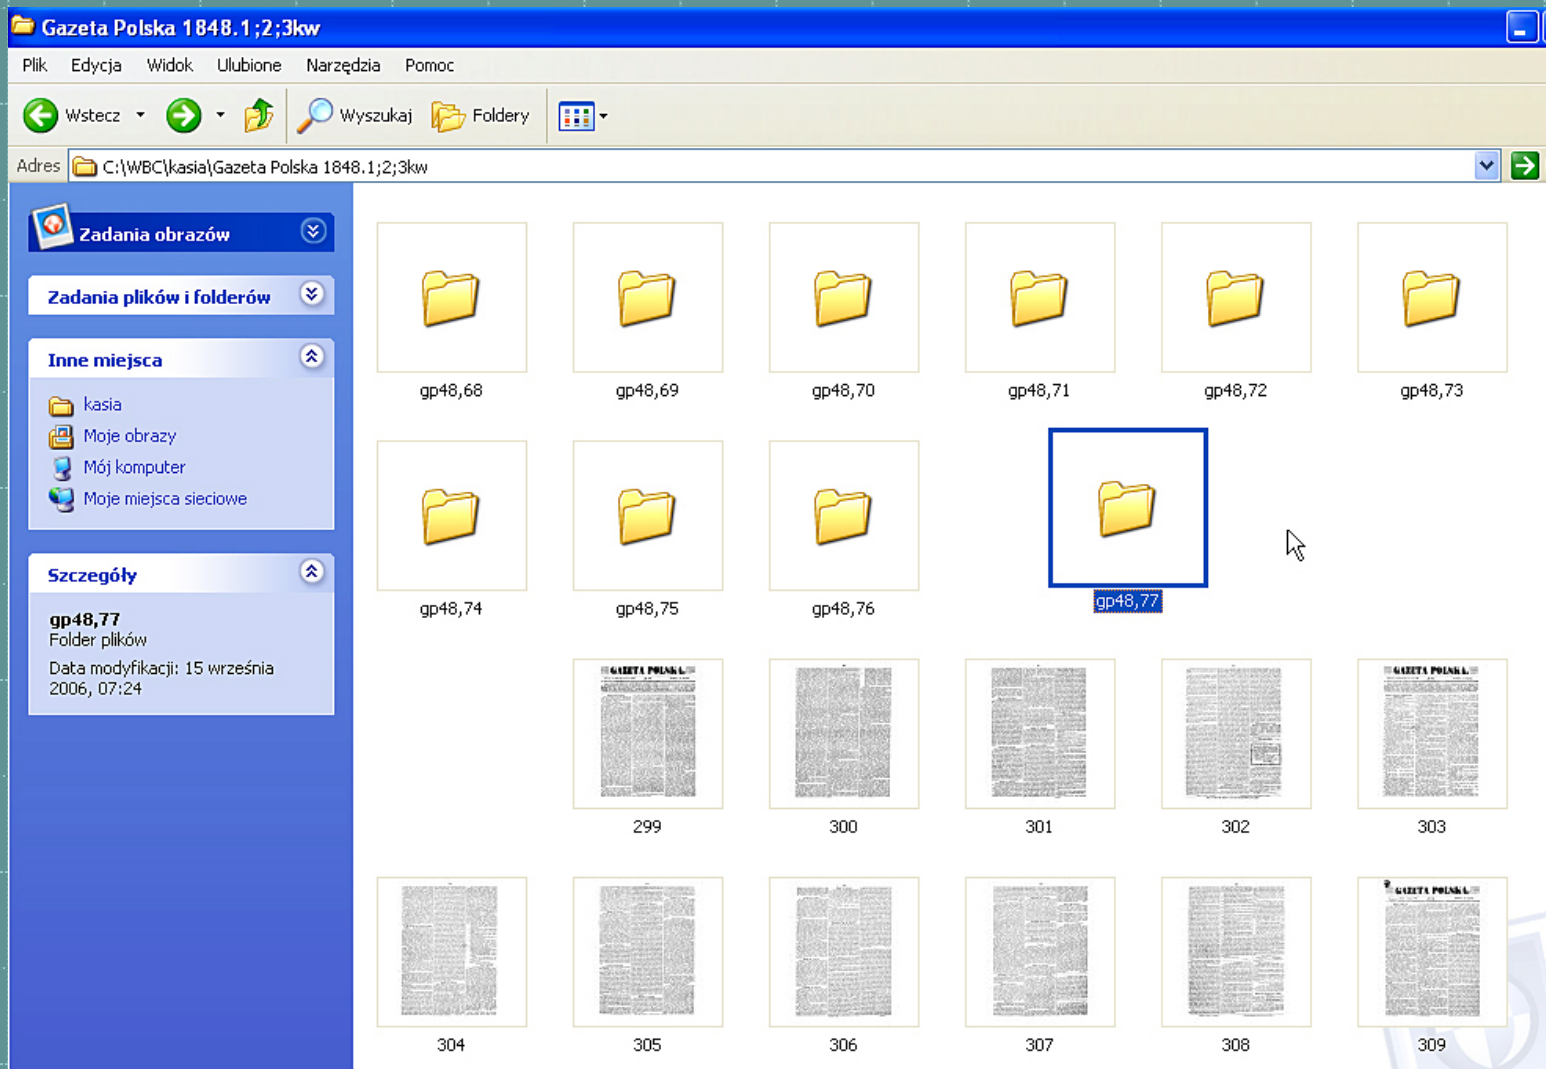 Gazeta Polska 1848.1;2;3kw
Plik Edycja Widok Ulubione Narzędzia Pomoc
Wstecz Wyszukaj Foldery
Adres C:\WBC\kasia\Gazeta Polska 1848.1;2;3kw
Zadania obrazów
Zadania plików i folderów
Inne miejsca
kasia
Moje obrazy
Mój komputer
Moje miejsca sieciowe
Szczegóły
gp48,77
Folder plików
Data modyfikacji: 15 września
2006, 07:24
gp48,68 gp48,69 gp48,70 gp48,71 gp48,72 gp48,73
gp48,74 gp48,75 gp48,76 gp48,77
GAZETA POLSKA. GAZETA POLSKA.
299 300 301 302 303
GAZETA POLSKA.
304 305 306 307 308 309